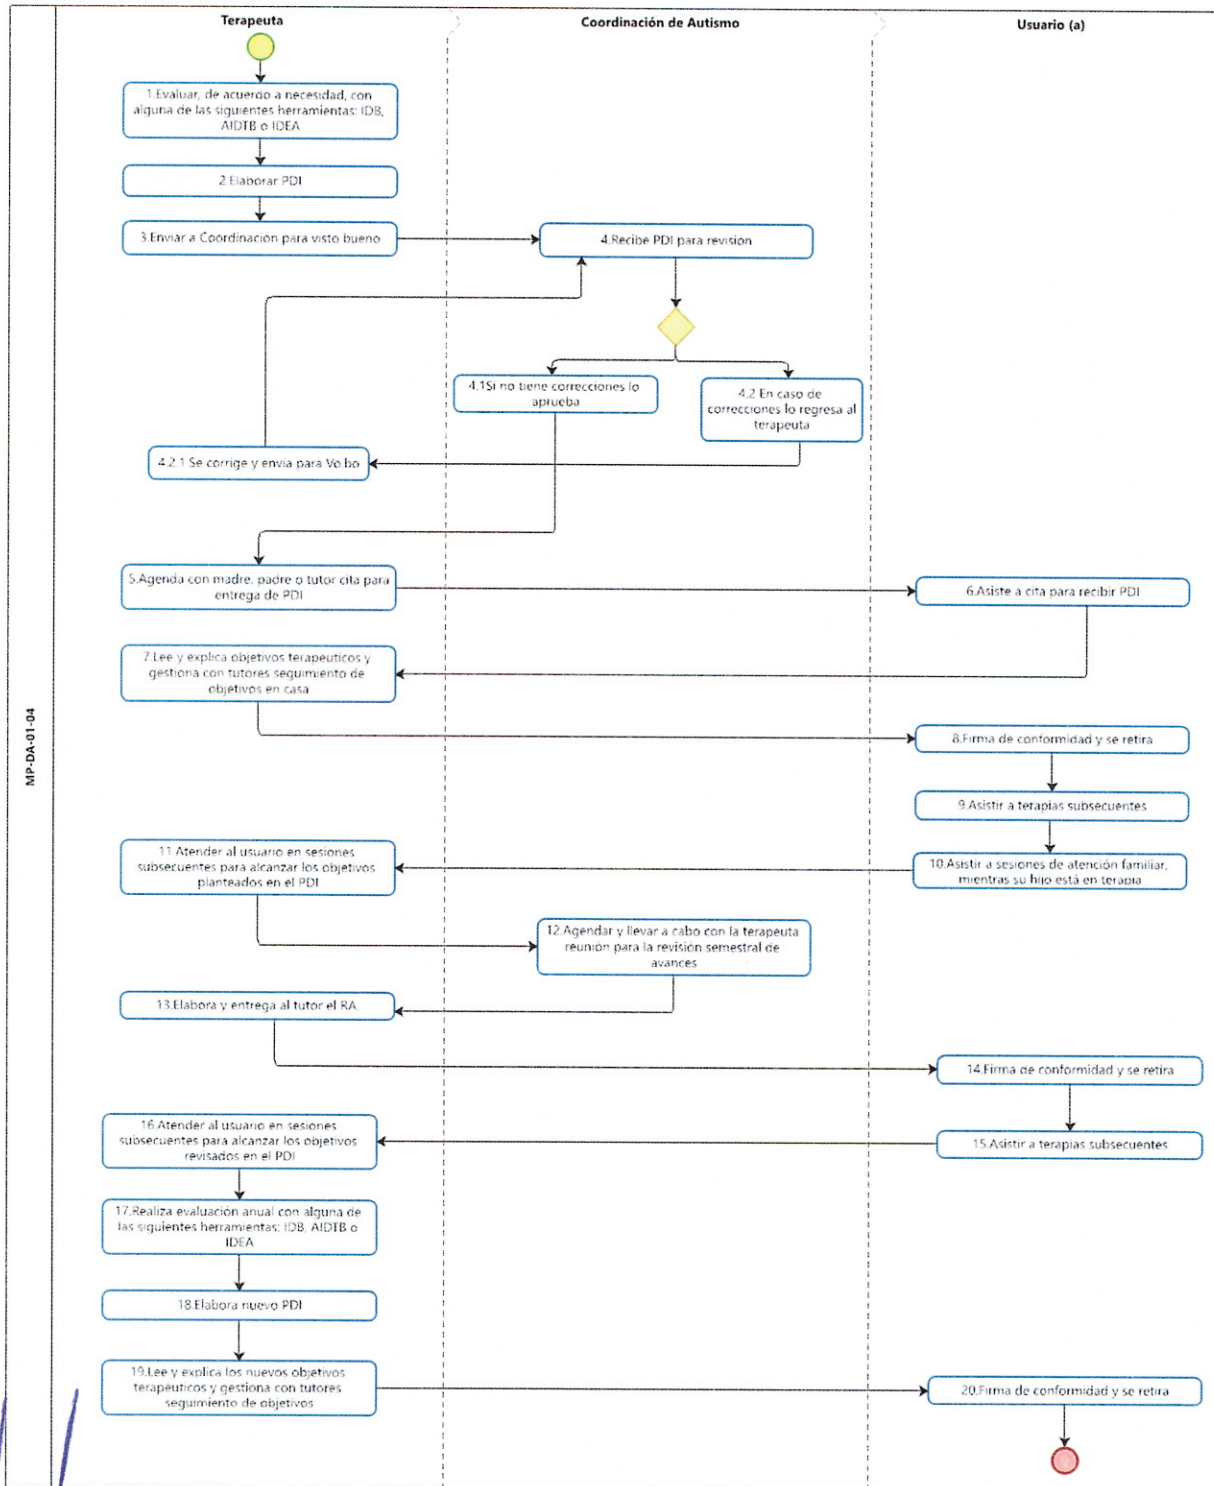 Terapeuta
Coordinación de Autismo
Usuario (a)
MP-DA-01-04
1.Evaluar, de acuerdo a necesidad, con
alguna de las siguientes herramientas: IDB,
AIDTB o IDEA
2.Elaborar PDI
3.Enviar a Coordinación para visto bueno
4.Recibe PDI para revisión
4.1Si no tiene correcciones lo
aprueba
4.2 En caso de
correcciones lo regresa al
terapeuta
4.2.1 Se corrige y envia para Vo.bo
5.Agenda con madre, padre o tutor cita para
entrega de PDI
6.Asiste a cita para recibir PDI
7.Lee y explica objetivos terapéuticos y
gestiona con tutores seguimiento de
objetivos en casa
8.Firma de conformidad y se retira
9.Asistir a terapias subsecuentes
10.Asistir a sesiones de atención familiar,
mientras su hijo está en terapia
11.Atender al usuario en sesiones
subsecuentes para alcanzar los objetivos
planteados en el PDI
12.Agendar y llevar a cabo con la terapeuta
reunión para la revisión semestral de
avances
13.Elabora y entrega al tutor el RA.
14.Firma de conformidad y se retira
15.Asistir a terapias subsecuentes
16.Atender al usuario en sesiones
subsecuentes para alcanzar los objetivos
revisados en el PDI
17.Realiza evaluación anual con alguna de
las siguientes herramientas: IDB, AIDTB o
IDEA
18.Elabora nuevo PDI
19.Lee y explica los nuevos objetivos
terapéuticos y gestiona con tutores
seguimiento de objetivos
20.Firma de conformidad y se retira